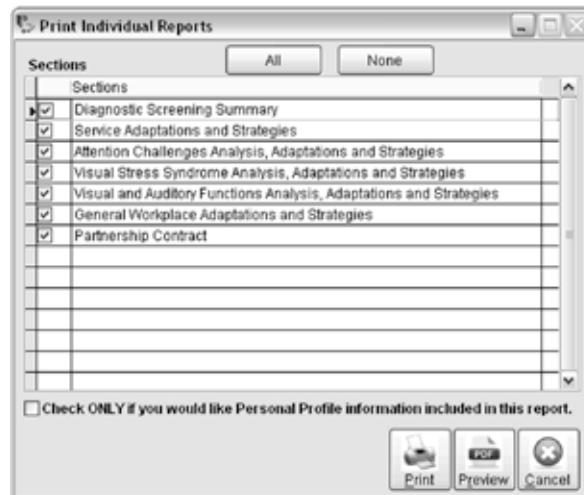 Print Individual Reports
Sections
All
None
Sections
Diagnostic Screening Summary
Service Adaptations and Strategies
Attention Challenges Analysis, Adaptations and Strategies
Visual Stress Syndrome Analysis, Adaptations and Strategies
Visual and Auditory Functions Analysis, Adaptations and Strategies
General Workplace Adaptations and Strategies
Partnership Contract
Check ONLY if you would like Personal Profile information included in this report.
PDF
Print
Preview
Cancel